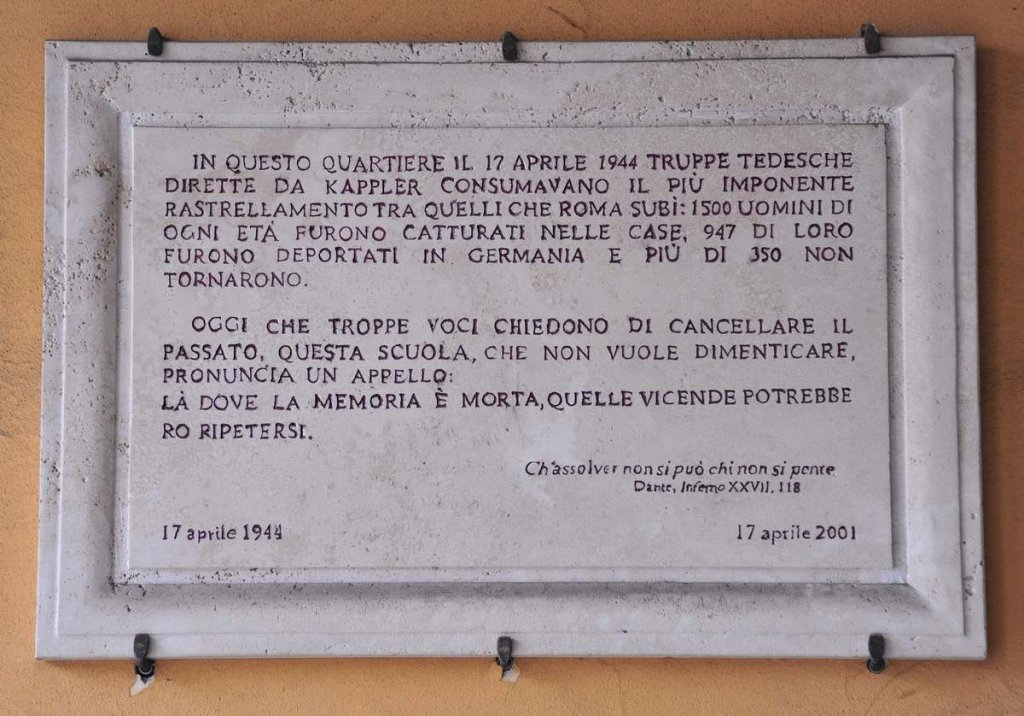 IN QUESTO QUARTIERE IL 17 APRILE 1944 TRUPPE TEDESCHE
DIRETTE DA KAPPLER CONSUMAVANO IL PIÙ IMPONENTE
RASTRELLAMENTO TRA QUELLI CHE ROMA SUBÌ: 1500 UOMINI DI
OGNI ETÁ FURONO CATTURATI NELLE CASE, 947 DI LORO
FURONO DEPORTATI IN GERMANIA E PIÙ DI 350 NON
TORNARONO.
OGGI CHE TROPPE VOCI CHIEDONO DI CANCELLARE IL
PASSATO, QUESTA SCUOLA, CHE NON VUOLE DIMENTICARE,
PRONUNCIA UN APPELLO:
LÀ DOVE LA MEMORIA È MORTA, QUELLE VICENDE POTREBBE
RO RIPETERSI.
Ch'assolver non si può chi non si pente
Dante, Inferno XXVII, 118
17 aprile 1944 17 aprile 2001